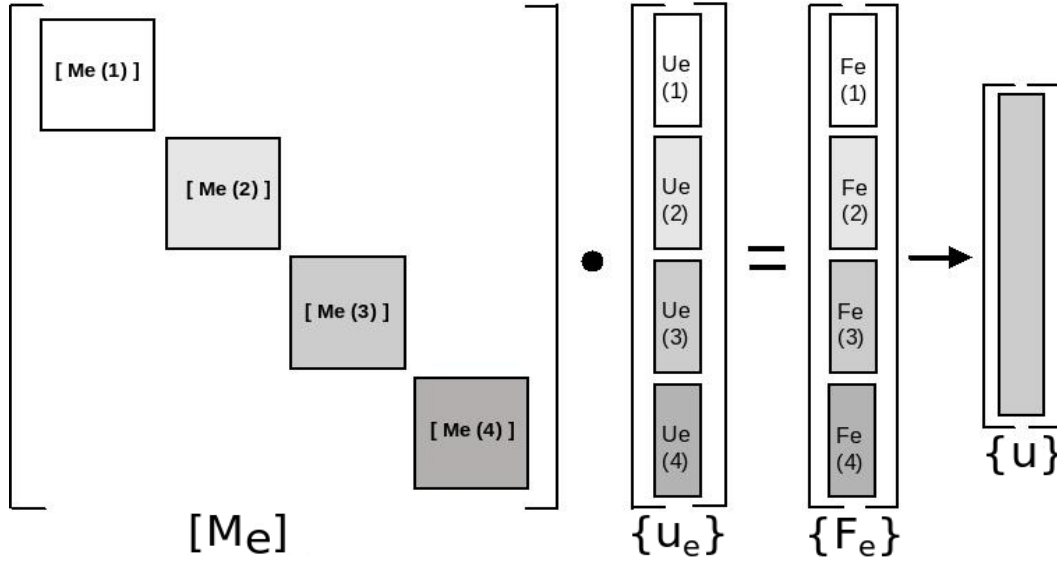 [ Me (1) ]
[ Me (2) ]
[ Me (3) ]
[ Me (4) ]
[Me]
Ue
(1)
Ue
(2)
Ue
(3)
Ue
(4)
{ue}
=
Fe
(1)
Fe
(2)
Fe
(3)
Fe
(4)
{Fe}
{u}